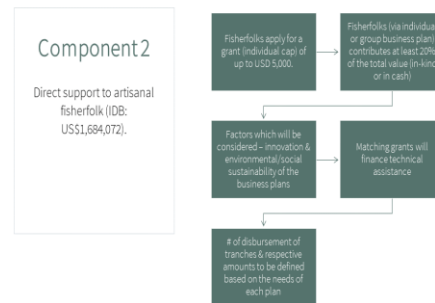 Component 2
Direct support to artisanal
fisherfolk (IDB:
US$1,684,072).
Fisherfolks apply for a
grant (individual cap) of
up to USD 5,000.
Fisherfolks (via individual
or group business plan)
contributes at least 20%
of the total value (in-kind
or in cash)
Factors which will be
considered – innovation &
environmental/social
sustainability of the
business plans
Matching grants will
finance technical
assistance
# of disbursement of
tranches & respective
amounts to be defined
based on the needs of
each plan